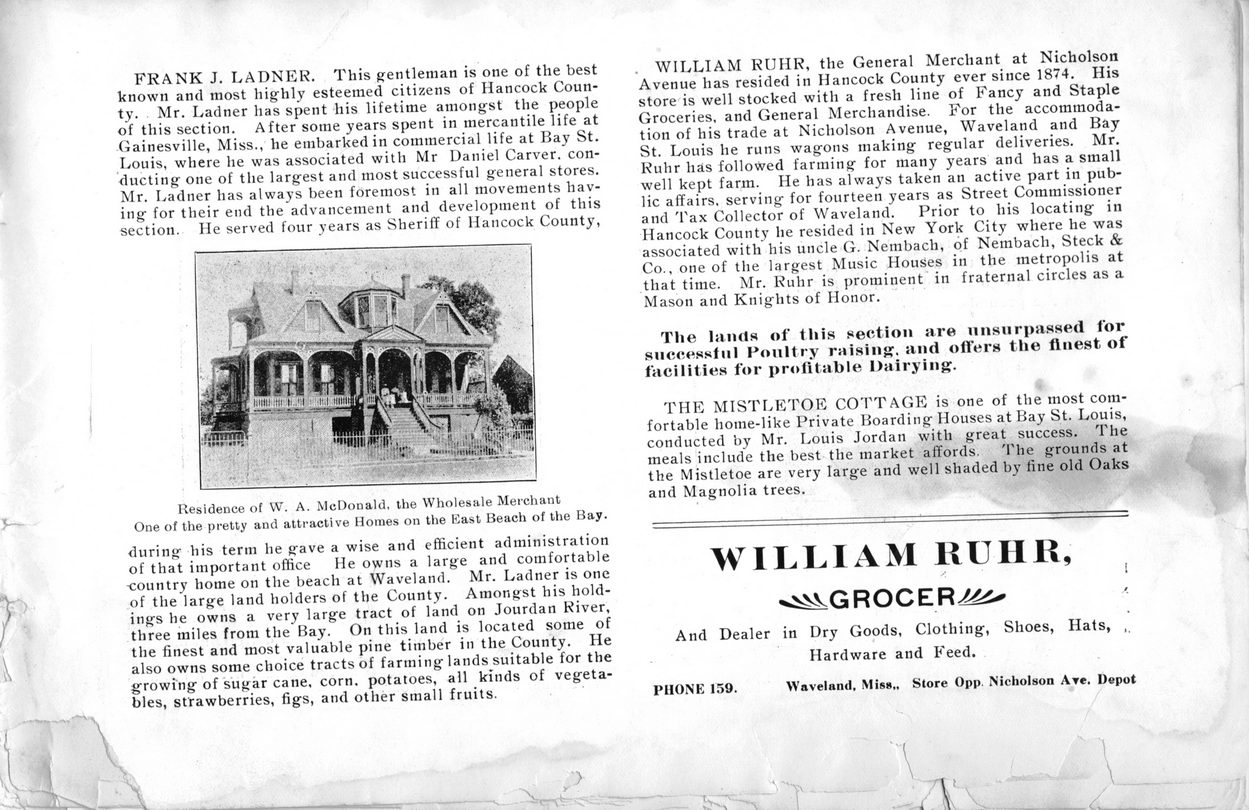 FRANK J. LADNER. This gentleman is one of the best
known and most highly esteemed citizens of Hancock Coun-
ty. Mr. Ladner has spent his lifetime amongst the people
of this section. After some years spent in mercantile life at
Gainesville, Miss., he embarked in commercial life at Bay St.
Louis, where he was associated with Mr Daniel Carver, con-
ducting one of the largest and most successful general stores.
Mr. Ladner has always been foremost in all movements hav-
ing for their end the advancement and development of this
section. He served four years as Sheriff of Hancock County,
Residence of W. A. McDonald, the Wholesale Merchant
One of the pretty and attractive Homes on the East Beach of the Bay.
during his term he gave a wise and efficient administration
of that important office He owns a large and comfortable
country home on the beach at Waveland. Mr. Ladner is one
of the large land holders of the County. Amongst his hold-
ings he owns a very large tract of land on Jourdan River,
three miles from the Bay. On this land is located some of
the finest and most valuable pine timber in the County. He
also owns some choice tracts of farming lands suitable for the
growing of sugar cane, corn, potatoes, all kinds of vegeta-
bles, strawberries, figs, and other small fruits.
WILLIAM RUHR, the General Merchant at Nicholson
Avenue has resided in Hancock County ever since 1874. His
store is well stocked with a fresh line of Fancy and Staple
Groceries, and General Merchandise. For the accommoda-
tion of his trade at Nicholson Avenue, Waveland and Bay
St. Louis he runs wagons making regular deliveries. Mr.
Ruhr has followed farming for many years and has a small
well kept farm. He has always taken an active part in pub-
lic affairs, serving for fourteen years as Street Commissioner
and Tax Collector of Waveland. Prior to his locating in
Hancock County he resided in New York City where he was
associated with his uncle G. Nembach, of Nembach, Steck &
Co., one of the largest Music Houses in the metropolis at
that time. Mr. Ruhr is prominent in fraternal circles as a
Mason and Knights of Honor.
The lands of this section are unsurpassed for
successful Poultry raising, and offers the finest of
facilities for profitable Dairying.
THE MISTLETOE COTTAGE is one of the most com-
fortable home-like Private Boarding Houses at Bay St. Louis,
conducted by Mr. Louis Jordan with great success. The
meals include the best the market affords. The grounds at
the Mistletoe are very large and well shaded by fine old Oaks
and Magnolia trees.
WILLIAM RUHR,
GROCER
And Dealer in Dry Goods, Clothing, Shoes, Hats,
Hardware and Feed.
PHONE 159. Waveland, Miss,, Store Opp. Nicholson Ave. Depot